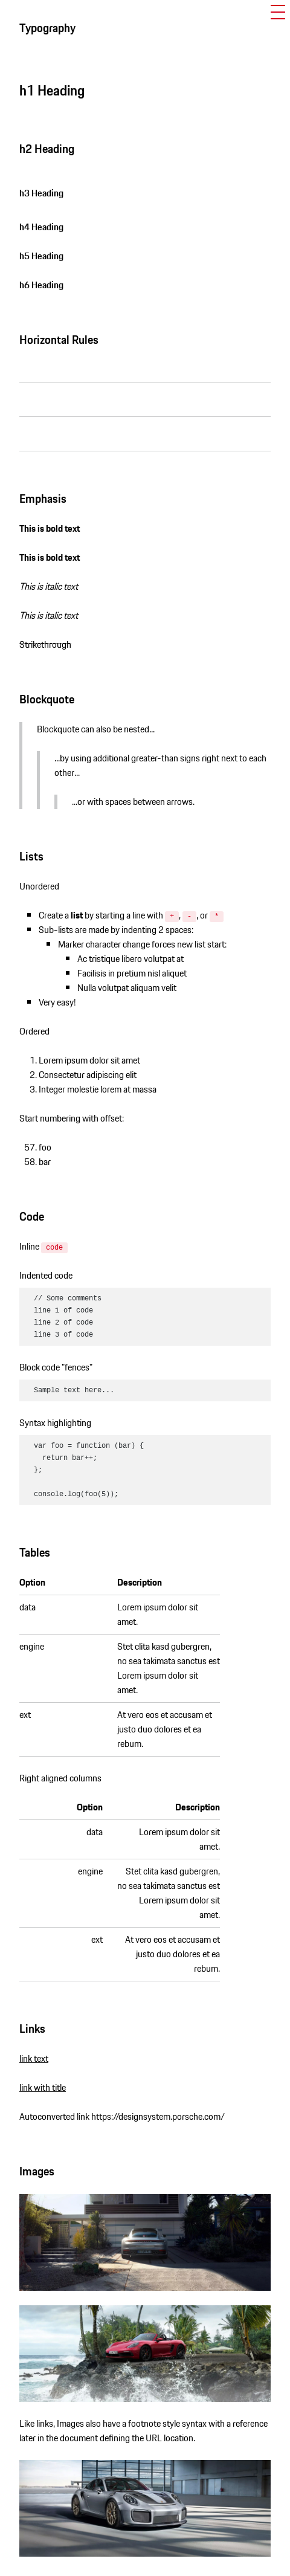 Typography
h1 Heading
h2 Heading
h3 Heading
h4 Heading
h5 Heading
h6 Heading
Horizontal Rules
Emphasis
This is bold text
This is bold text
This is italic text
This is italic text
Strikethrough
Blockquote
Blockquote can also be nested...
...by using additional greater-than signs right next to each
other...
...or with spaces between arrows.
Lists
Unordered
Create a list by starting a line with +, -, or *
Sub-lists are made by indenting 2 spaces:
Marker character change forces new list start:
Ac tristique libero volutpat at
Facilisis in pretium nisl aliquet
Nulla volutpat aliquam velit
Very easy!
Ordered
1. Lorem ipsum dolor sit amet
2. Consectetur adipiscing elit
3. Integer molestie lorem at massa
Start numbering with offset:
57. foo
58. bar
Code
Inline code
Indented code
// Some comments
line 1 of code
line 2 of code
line 3 of code
Block code “fences”
Sample text here...
Syntax highlighting
var foo = function (bar) {
  return bar++;
};
console.log(foo(5));
Tables
Option Description
data Lorem ipsum dolor sit
amet.
engine Stet clita kasd gubergren,
no sea takimata sanctus est
Lorem ipsum dolor sit
amet.
ext At vero eos et accusam et
justo duo dolores et ea
rebum.
Right aligned columns
Option Description
data Lorem ipsum dolor sit
amet.
engine Stet clita kasd gubergren,
no sea takimata sanctus est
Lorem ipsum dolor sit
amet.
ext At vero eos et accusam et
justo duo dolores et ea
rebum.
Links
link text
link with title
Autoconverted link https://designsystem.porsche.com/
Images
Like links, Images also have a footnote style syntax with a reference
later in the document defining the URL location.